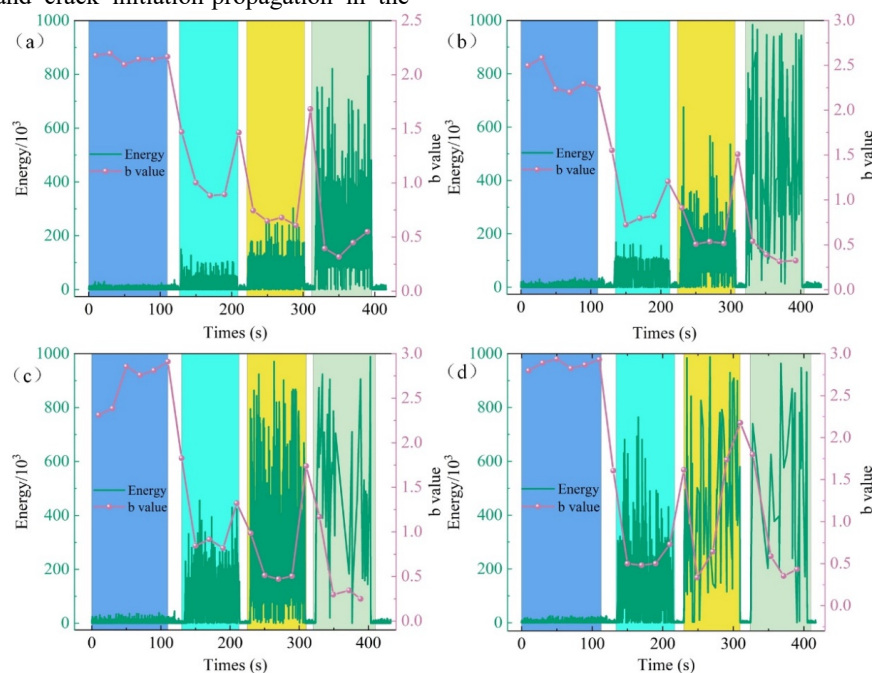 and crack initiation-propagation in the
(a)
1000
800
600
400
200
0
Energy/10³
Energy
b value
2.5
2.0
1.5
1.0
0.5
0.0
b value
0 100 200 300 400
Times (s)
(b)
1000
800
600
400
200
0
Energy/10³
Energy
b value
3.0
2.5
2.0
1.5
1.0
0.5
0.0
b value
0 100 200 300 400
Times (s)
(c)
1000
800
600
400
200
0
Energy/10³
Energy
b value
3.0
2.5
2.0
1.5
1.0
0.5
0.0
b value
0 100 200 300 400
Times (s)
(d)
1000
800
600
400
200
0
Energy/10³
Energy
b value
3.0
2.5
2.0
1.5
1.0
0.5
0.0
b value
0 100 200 300 400
Time (s)